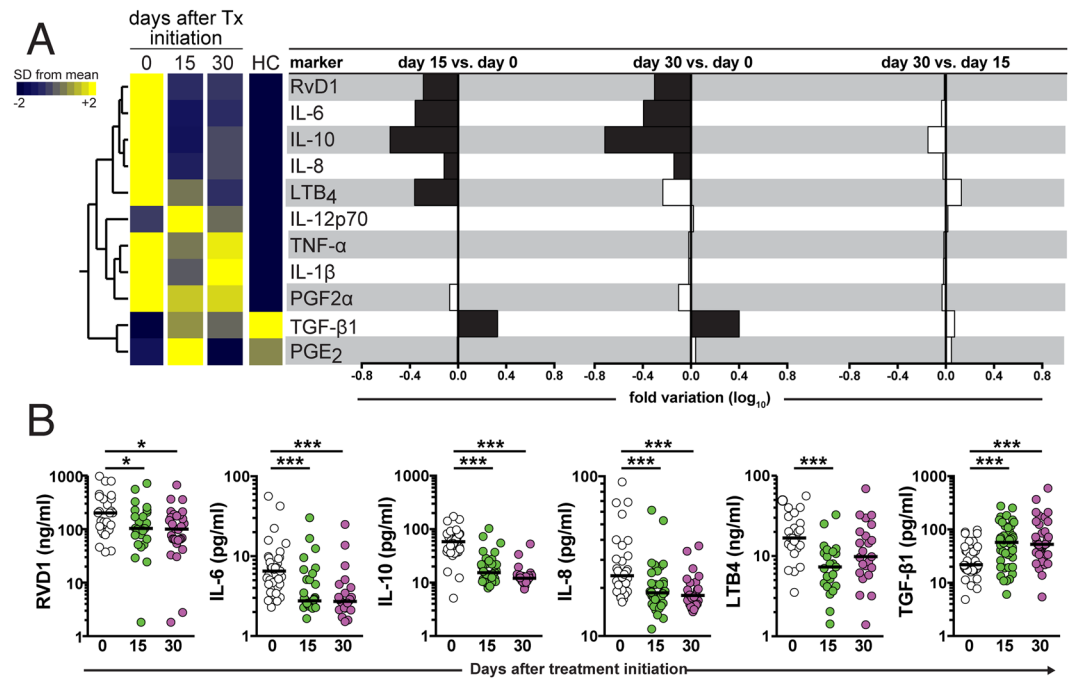 A
days after Tx
initiation
0 15 30 HC
SD from mean
-2 +2
marker day 15 vs. day 0 day 30 vs. day 0 day 30 vs. day 15
RvD1
IL-6
IL-10
IL-8
LTB4
IL-12p70
TNF-α
IL-1β
PGF2α
TGF-β1
PGE2
-0.8 -0.4 0.0 0.4 0.8 -0.8 -0.4 0.0 0.4 0.8 -0.8 -0.4 0.0 0.4 0.8
fold variation (log10)
B
RVD1 (ng/ml)
* *
1000
100
10
1
0 15 30
IL-6 (pg/ml)
*** ***
100
10
1
0 15 30
IL-10 (pg/ml)
*** ***
1000
100
10
1
0 15 30
IL-8 (pg/ml)
*** ***
100
10
0 15 30
LTB4 (pg/ml)
***
100
10
1
0 15 30
TGF-β1 (pg/ml)
*** ***
1000
100
10
1
0 15 30
Days after treatment initiation